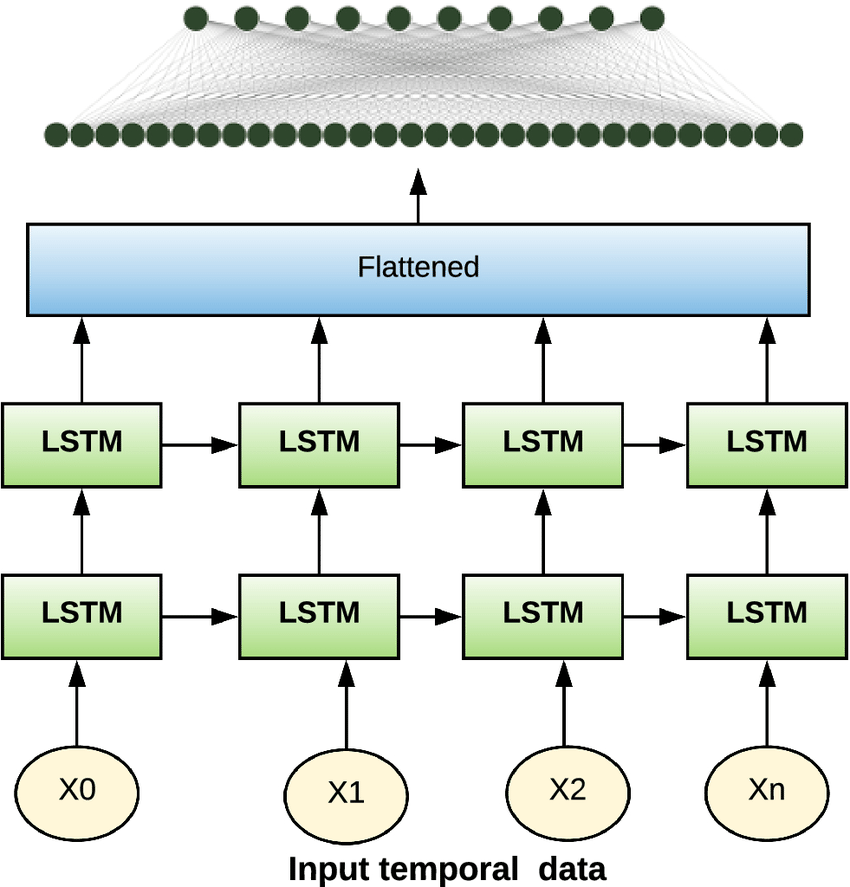 Flattened
LSTM LSTM LSTM LSTM
LSTM LSTM LSTM LSTM
X0 X1 X2 Xn
Input temporal data